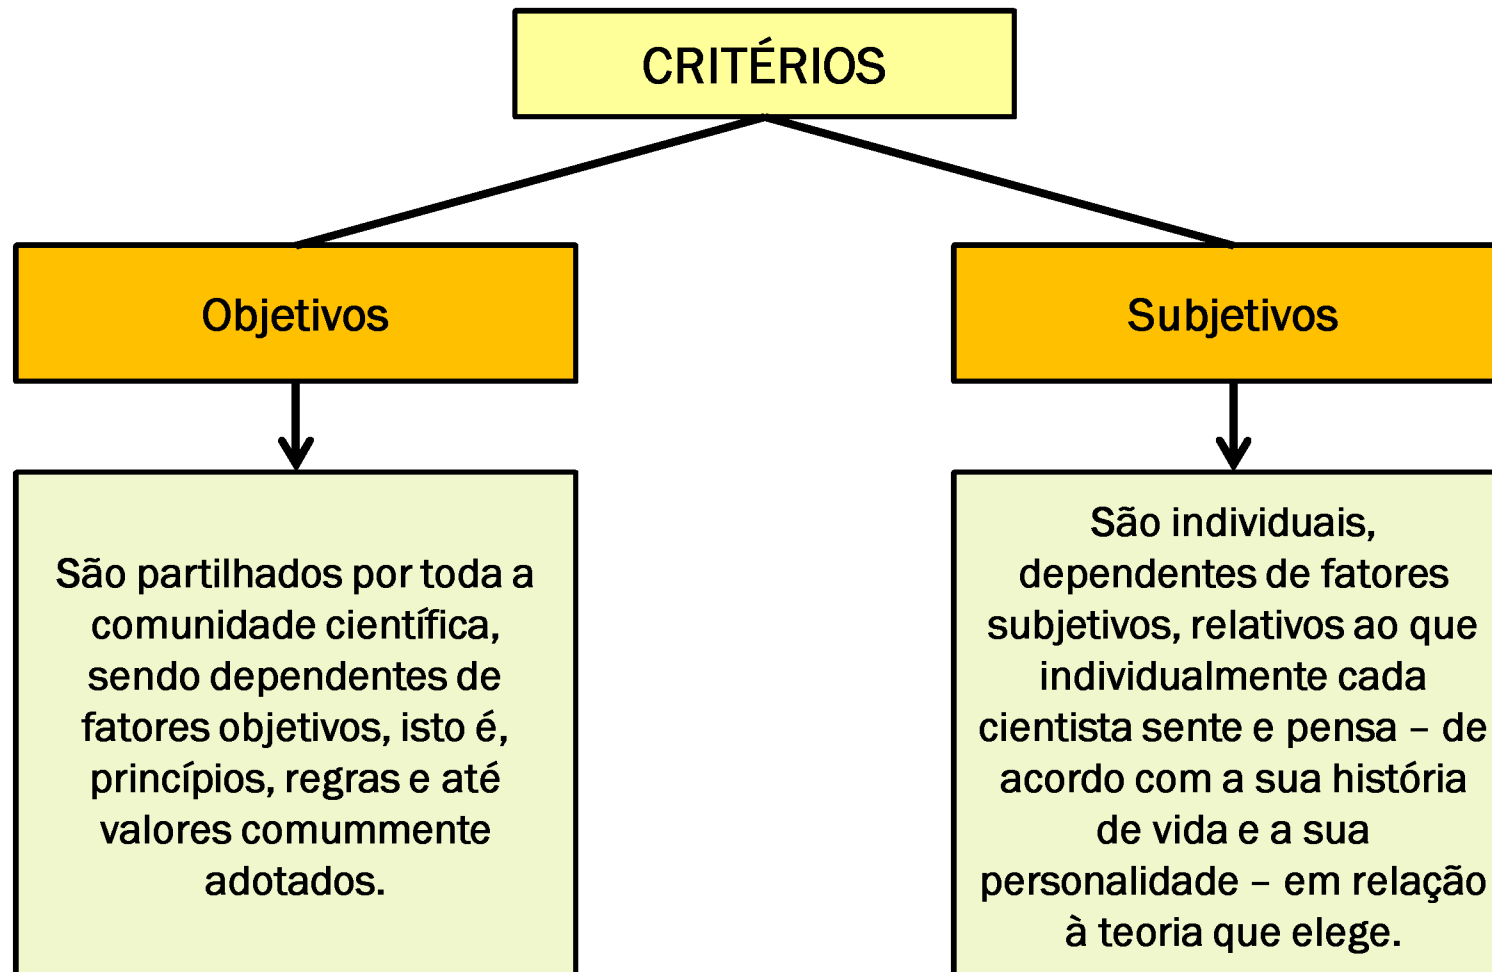 CRITÉRIOS
Objetivos
Subjetivos
São partilhados por toda a
comunidade científica,
sendo dependentes de
fatores objetivos, isto é,
princípios, regras e até
valores comummente
adotados.
São individuais,
dependentes de fatores
subjetivos, relativos ao que
individualmente cada
cientista sente e pensa – de
acordo com a sua história
de vida e a sua
personalidade – em relação
à teoria que elege.